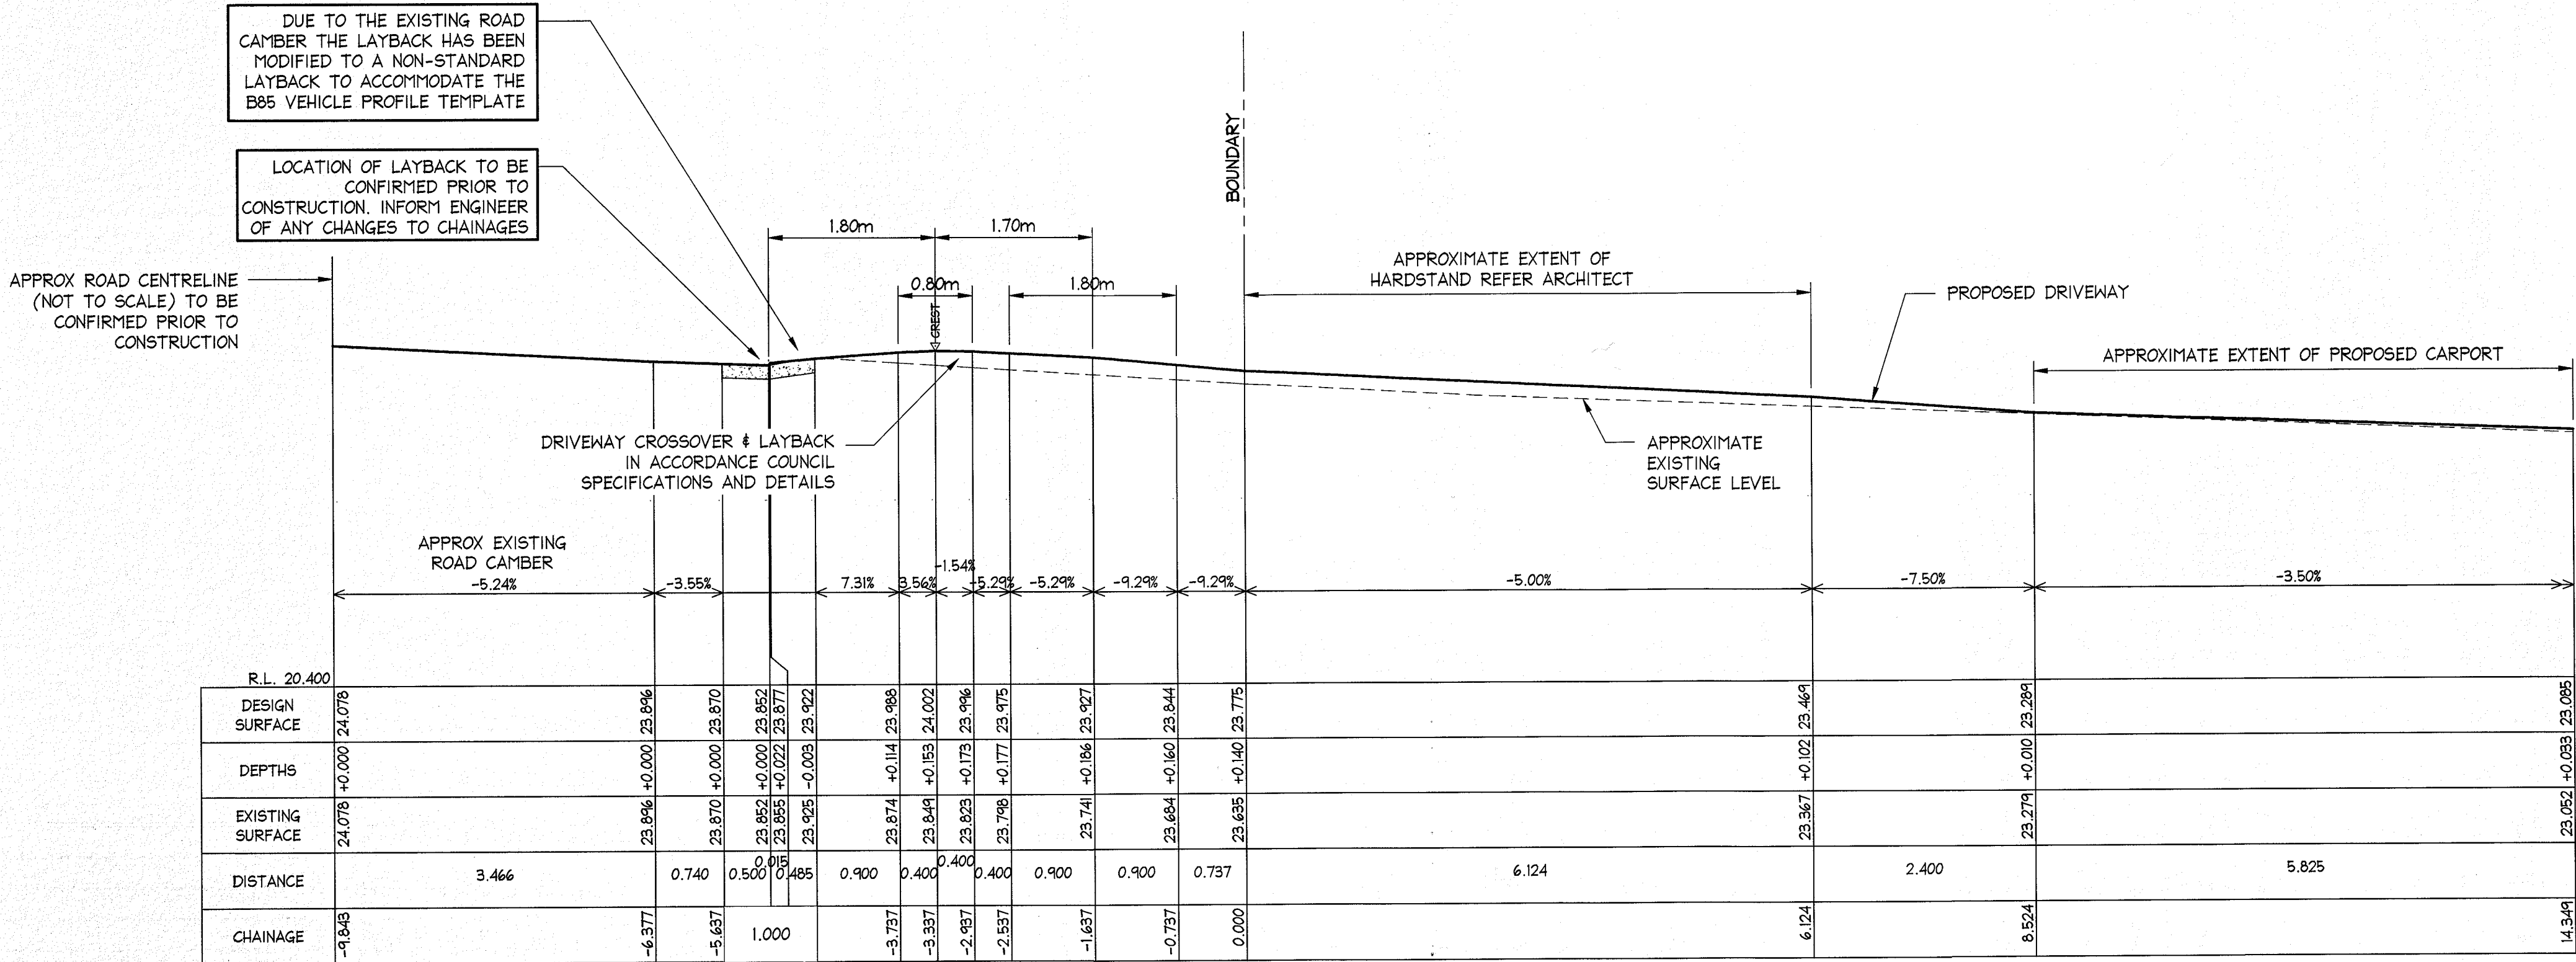 DUE TO THE EXISTING ROAD
CAMBER THE LAYBACK HAS BEEN
MODIFIED TO A NON-STANDARD
LAYBACK TO ACCOMMODATE THE
B85 VEHICLE PROFILE TEMPLATE
LOCATION OF LAYBACK TO BE
CONFIRMED PRIOR TO
CONSTRUCTION. INFORM ENGINEER
OF ANY CHANGES TO CHAINAGES
APPROX ROAD CENTRELINE
(NOT TO SCALE) TO BE
CONFIRMED PRIOR TO
CONSTRUCTION
1.80m 1.70m
0.80m 1.80m
CREST
BOUNDARY
APPROXIMATE EXTENT OF
HARDSTAND REFER ARCHITECT
PROPOSED DRIVEWAY
APPROXIMATE EXTENT OF PROPOSED CARPORT
DRIVEWAY CROSSOVER & LAYBACK
IN ACCORDANCE COUNCIL
SPECIFICATIONS AND DETAILS
APPROXIMATE
EXISTING
SURFACE LEVEL
APPROX EXISTING
ROAD CAMBER
-5.24% -3.55% 7.31% 3.56% -1.54% -5.29% -5.29% -9.29% -9.29% -5.00% -7.50% -3.50%
R.L. 20.400
DESIGN
SURFACE
24.078 23.896 23.870 23.852 23.877 23.922 23.988 24.002 23.996 23.975 23.927 23.844 23.775 23.469 23.289 23.085
DEPTHS
+0.000 +0.000 +0.000 +0.000 +0.022 -0.003 +0.114 +0.153 +0.173 +0.177 +0.186 +0.160 +0.140 +0.102 +0.010 +0.033
EXISTING
SURFACE
24.078 23.896 23.870 23.852 23.855 23.925 23.874 23.849 23.823 23.798 23.741 23.684 23.635 23.367 23.279 23.052
DISTANCE
3.466 0.740 0.500 0.015 0.485 0.900 0.400 0.400 0.400 0.900 0.900 0.737 6.124 2.400 5.825
CHAINAGE
-9.843 -6.377 -5.637 1.000 -3.737 -3.337 -2.937 -2.537 -1.637 -0.737 0.000 6.124 8.524 14.349